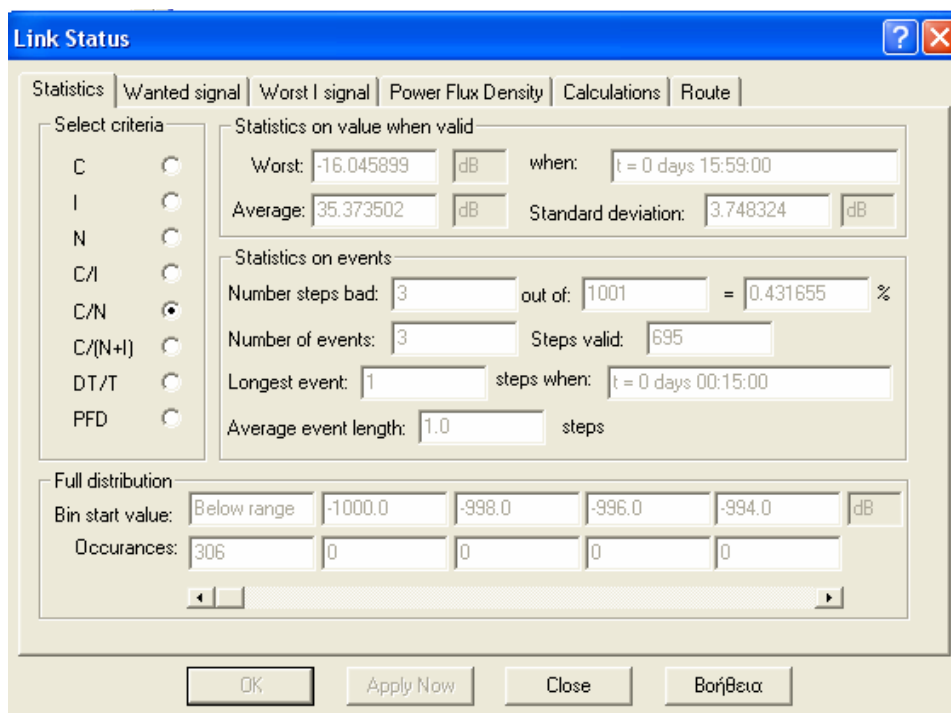 Link Status
Statistics Wanted signal Worst I signal Power Flux Density Calculations Route
Select criteria
C
I
N
C/I
C/N
C/(N+I)
DT/T
PFD
Statistics on value when valid
Worst: -16.045899 dB when: t = 0 days 15:59:00
Average: 35.373502 dB Standard deviation: 3.748324 dB
Statistics on events
Number steps bad: 3 out of: 1001 = 0.431655 %
Number of events: 3 Steps valid: 695
Longest event: 1 steps when: t = 0 days 00:15:00
Average event length: 1.0 steps
Full distribution
Bin start value: Below range -1000.0 -998.0 -996.0 -994.0 dB
Occurances: 306 0 0 0 0
OK Apply Now Close Βοήθεια